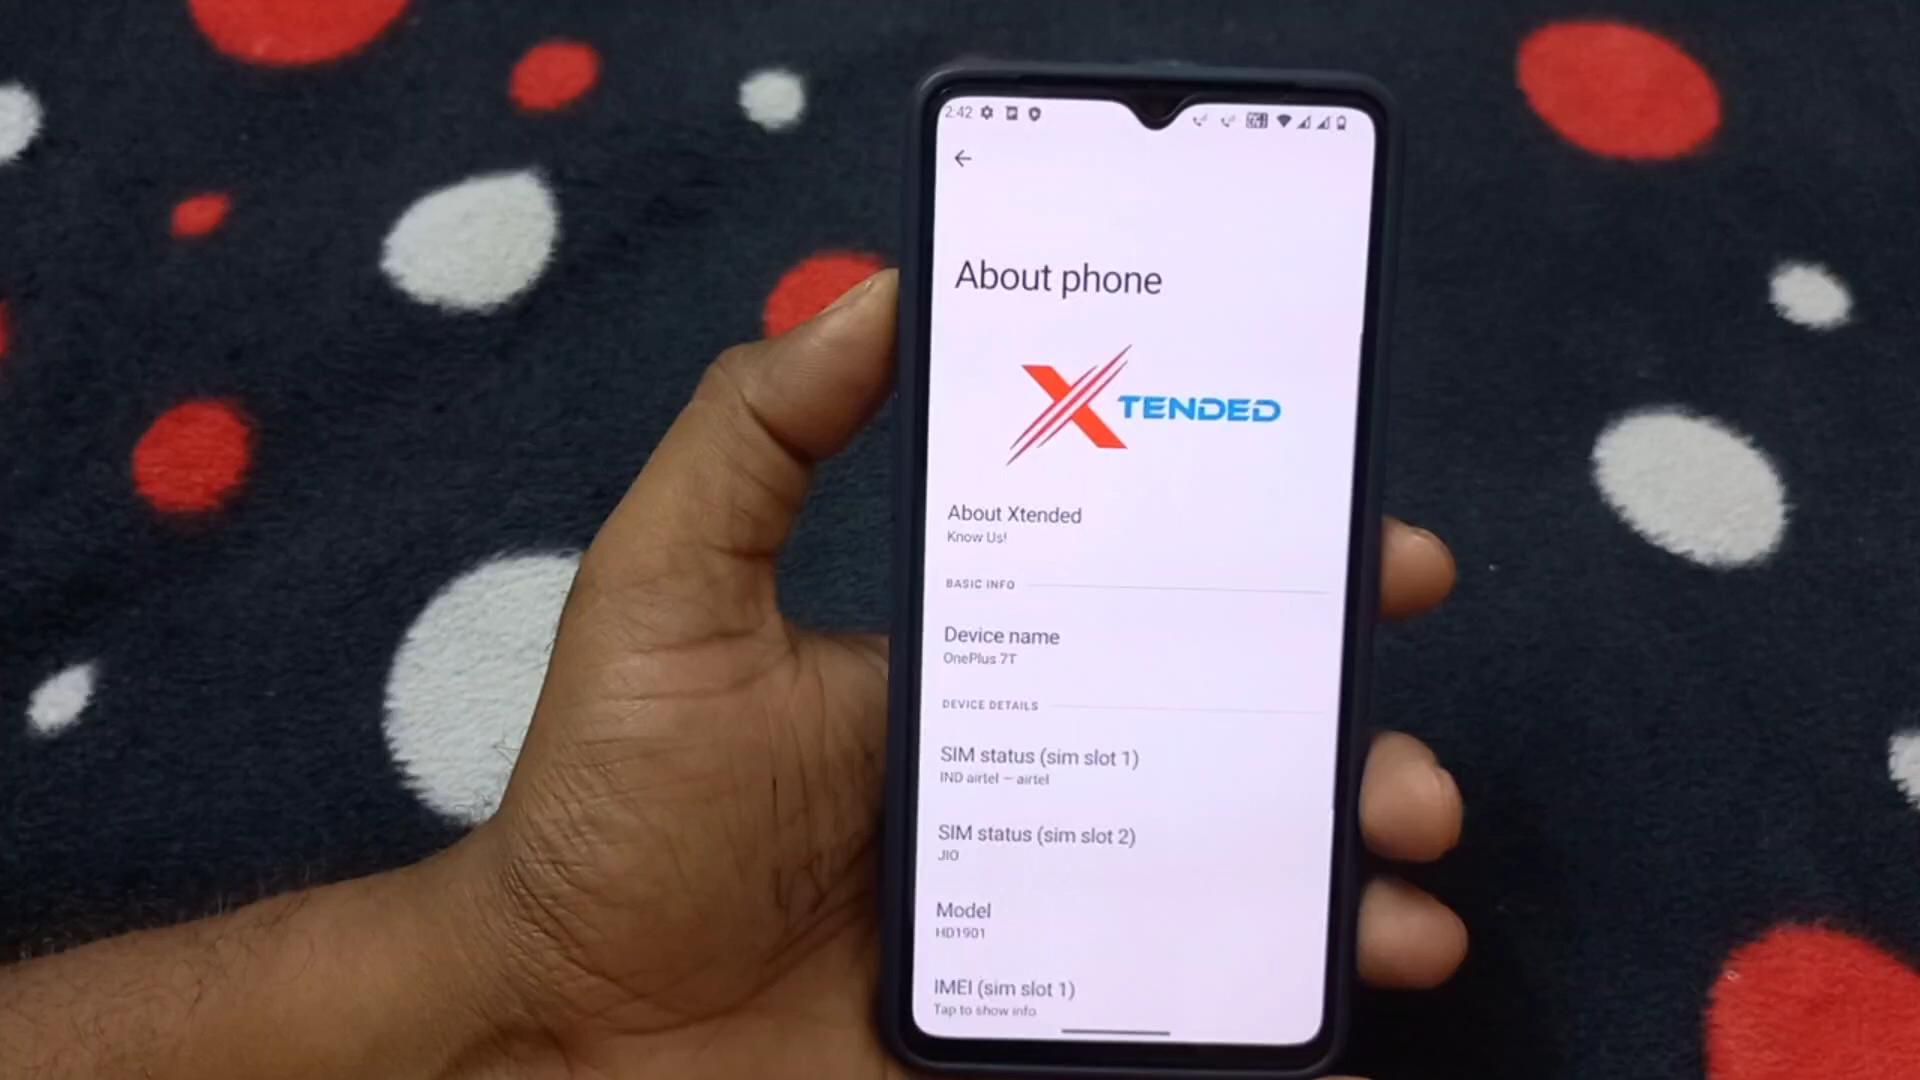 2:42
About phone
XTENDED
About Xtended
Know Us!
BASIC INFO
Device name
OnePlus 7T
DEVICE DETAILS
SIM status (sim slot 1)
IND airtel — airtel
SIM status (sim slot 2)
JIO
Model
HD1901
IMEI (sim slot 1)
Tap to show info